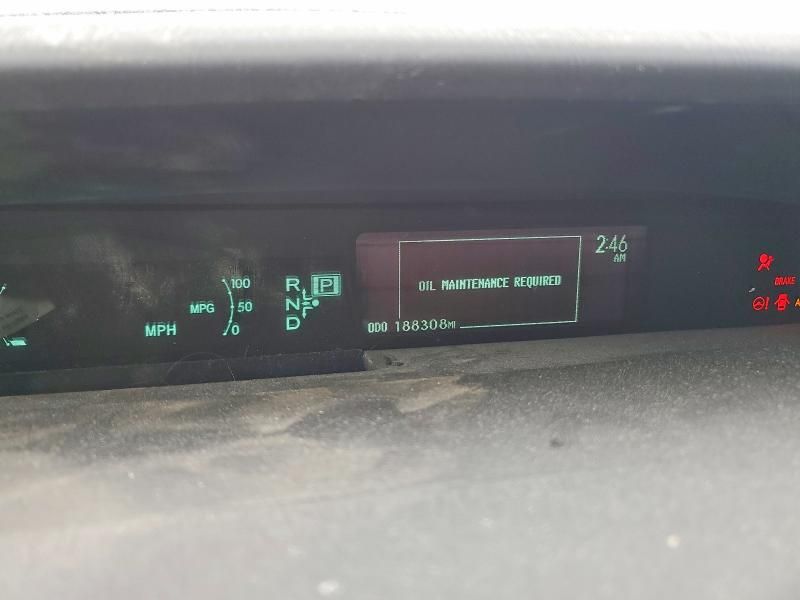 2:46
AM
OIL MAINTENANCE REQUIRED
ODO 188308MI
100
MPG 50
0
MPH
R P
N
D
BRAKE
A